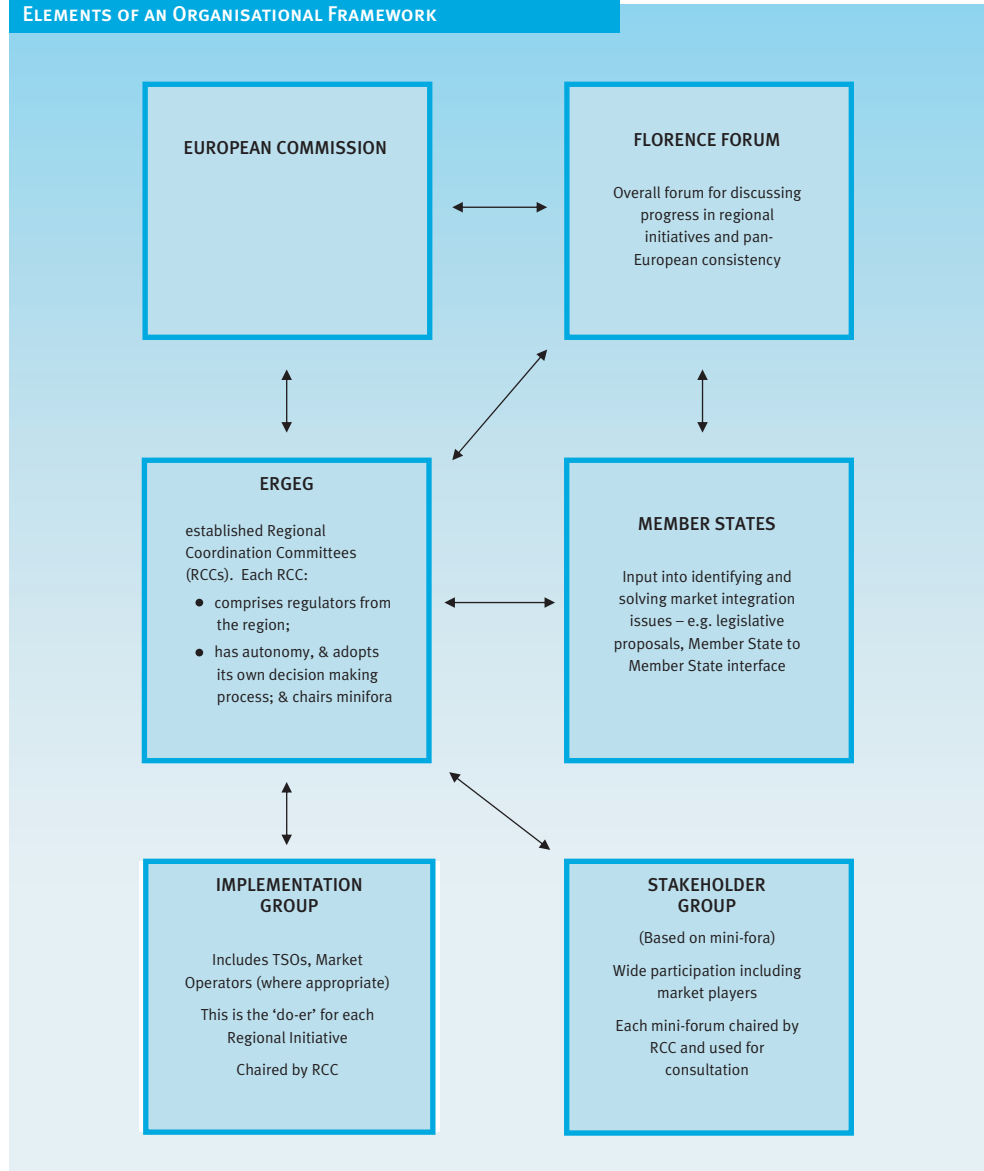 ELEMENTS OF AN ORGANISATIONAL FRAMEWORK
EUROPEAN COMMISSION
FLORENCE FORUM
Overall forum for discussing
progress in regional
initiatives and pan-
European consistency
ERGEG
established Regional
Coordination Committees
(RCCs). Each RCC:
● comprises regulators from
the region;
● has autonomy, & adopts
its own decision making
process; & chairs minifora
MEMBER STATES
Input into identifying and
solving market integration
issues – e.g. legislative
proposals, Member State to
Member State interface
IMPLEMENTATION
GROUP
Includes TSOs, Market
Operators (where appropriate)
This is the ‘do-er’ for each
Regional Initiative
Chaired by RCC
STAKEHOLDER
GROUP
(Based on mini-fora)
Wide participation including
market players
Each mini-forum chaired by
RCC and used for
consultation